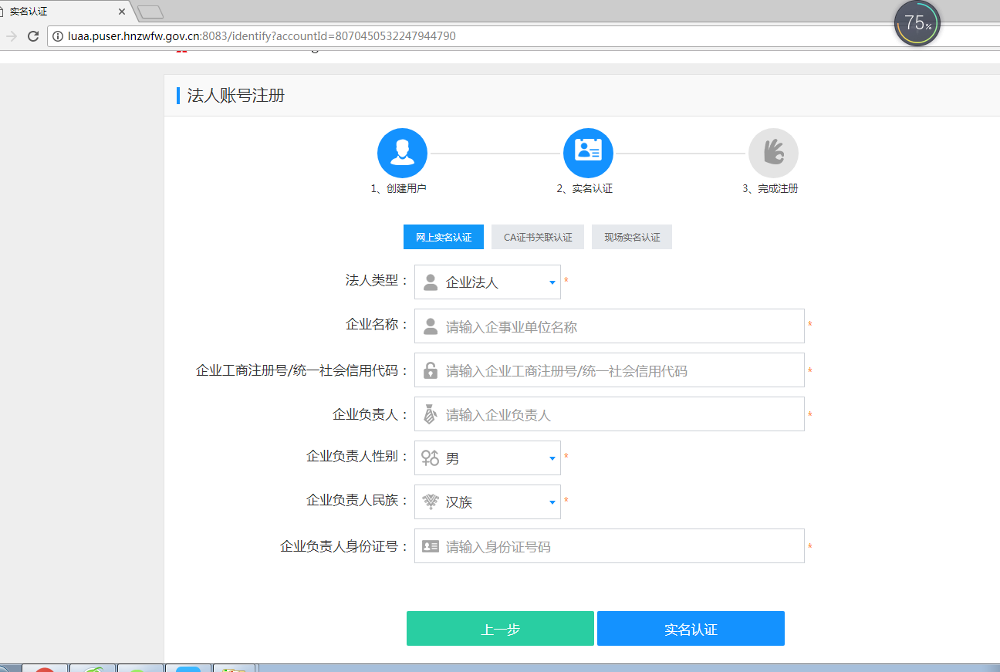 实名认证
luaa.puser.hnzwfw.gov.cn:8083/identify?accountId=8070450532247944790
75%
法人账号注册
1、创建用户
2、实名认证
3、完成注册
网上实名认证
CA证书关联认证
现场实名认证
法人类型：
企业法人
*
企业名称：
请输入企事业单位名称
*
企业工商注册号/统一社会信用代码：
请输入企业工商注册号/统一社会信用代码
*
企业负责人：
请输入企业负责人
*
企业负责人性别：
男
*
企业负责人民族：
汉族
*
企业负责人身份证号：
请输入身份证号码
*
上一步
实名认证